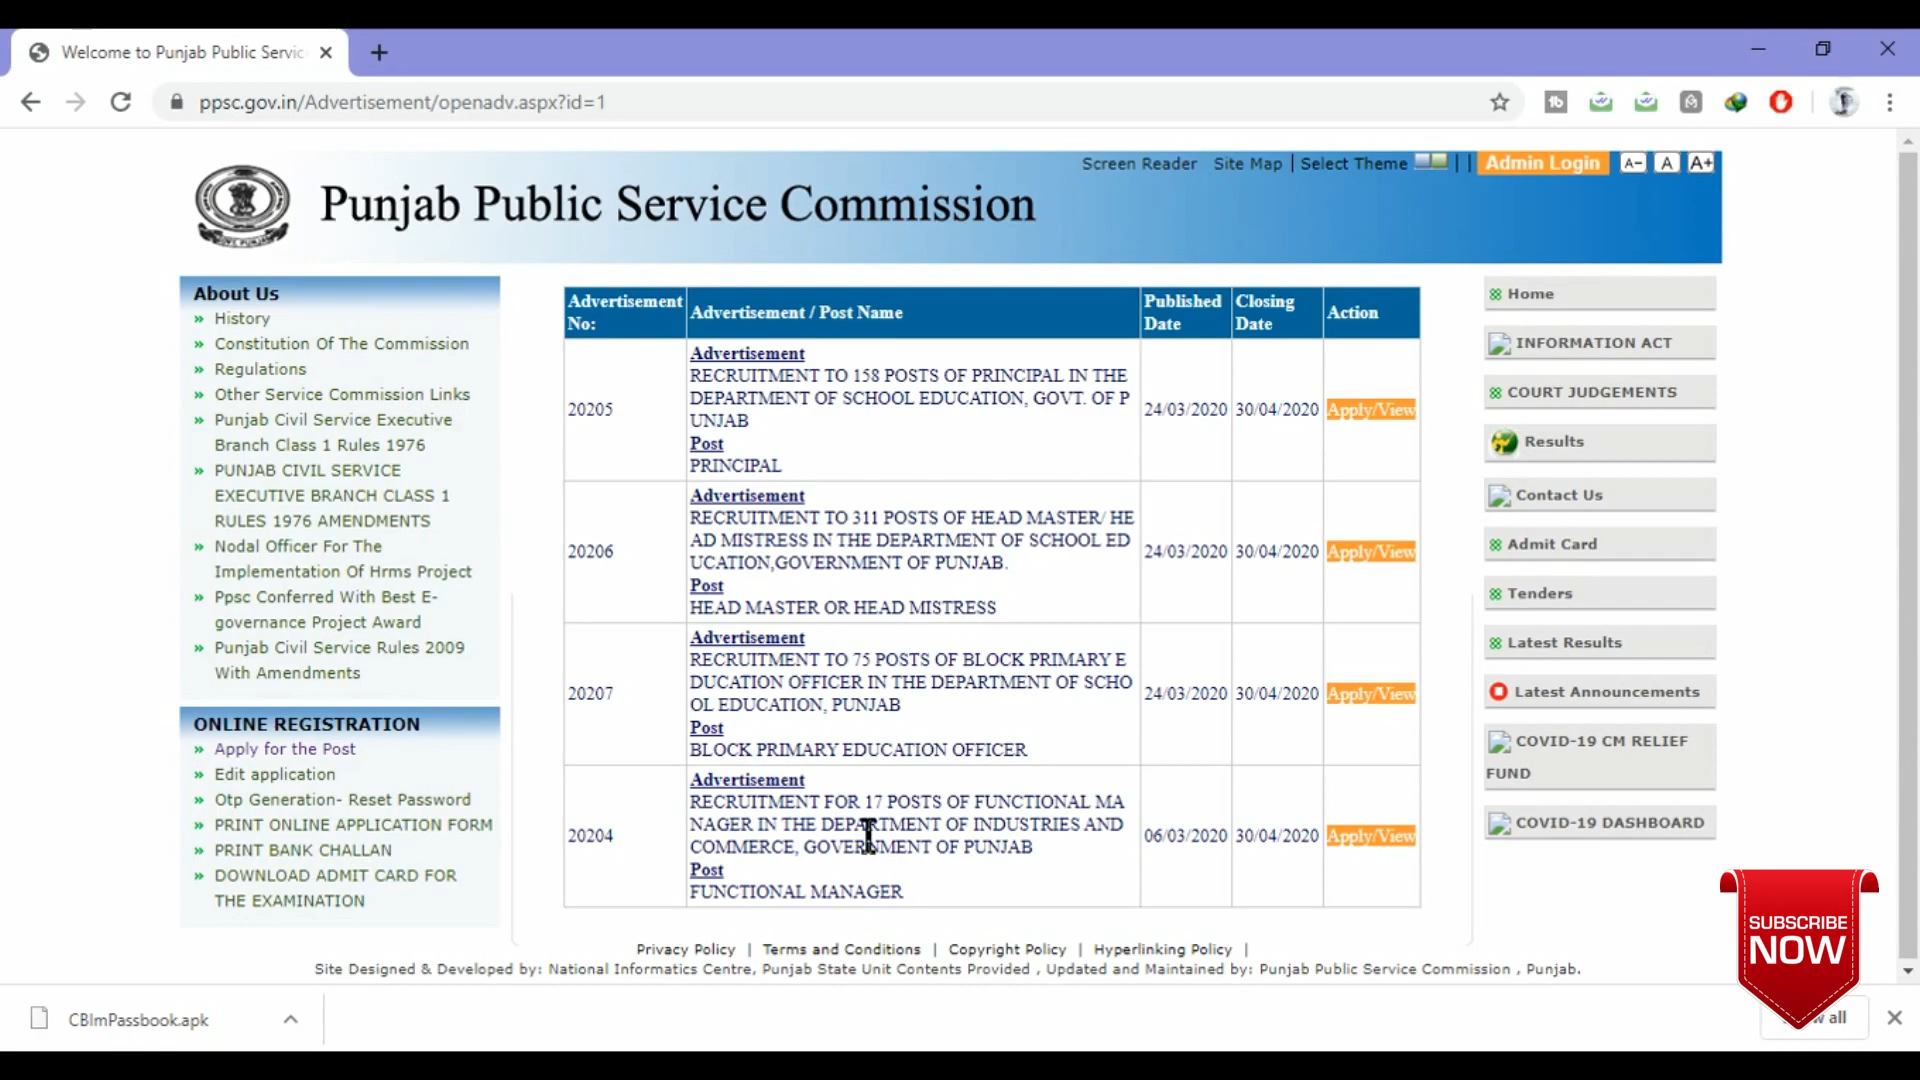 Welcome to Punjab Public Servic
ppsc.gov.in/Advertisement/openadv.aspx?id=1
Screen Reader Site Map | Select Theme | | Admin Login A- A A+
Punjab Public Service Commission
About Us
» History
» Constitution Of The Commission
» Regulations
» Other Service Commission Links
» Punjab Civil Service Executive
Branch Class 1 Rules 1976
» PUNJAB CIVIL SERVICE
EXECUTIVE BRANCH CLASS 1
RULES 1976 AMENDMENTS
» Nodal Officer For The
Implementation Of Hrms Project
» Ppsc Conferred With Best E-
governance Project Award
» Punjab Civil Service Rules 2009
With Amendments
ONLINE REGISTRATION
» Apply for the Post
» Edit application
» Otp Generation- Reset Password
» PRINT ONLINE APPLICATION FORM
» PRINT BANK CHALLAN
» DOWNLOAD ADMIT CARD FOR
THE EXAMINATION
Advertisement No: Advertisement / Post Name Published Date Closing Date Action
Advertisement
RECRUITMENT TO 158 POSTS OF PRINCIPAL IN THE
DEPARTMENT OF SCHOOL EDUCATION, GOVT. OF P
20205 24/03/2020 30/04/2020 Apply/View
UNJAB
Post
PRINCIPAL
Advertisement
RECRUITMENT TO 311 POSTS OF HEAD MASTER/ HE
AD MISTRESS IN THE DEPARTMENT OF SCHOOL ED
20206 24/03/2020 30/04/2020 Apply/View
UCATION,GOVERNMENT OF PUNJAB.
Post
HEAD MASTER OR HEAD MISTRESS
Advertisement
RECRUITMENT TO 75 POSTS OF BLOCK PRIMARY E
DUCATION OFFICER IN THE DEPARTMENT OF SCHO
20207 24/03/2020 30/04/2020 Apply/View
OL EDUCATION, PUNJAB
Post
BLOCK PRIMARY EDUCATION OFFICER
Advertisement
RECRUITMENT FOR 17 POSTS OF FUNCTIONAL MA
NAGER IN THE DEPARTMENT OF INDUSTRIES AND
20204 06/03/2020 30/04/2020 Apply/View
COMMERCE, GOVERNMENT OF PUNJAB
Post
FUNCTIONAL MANAGER
Home
INFORMATION ACT
COURT JUDGEMENTS
Results
Contact Us
Admit Card
Tenders
Latest Results
Latest Announcements
COVID-19 CM RELIEF
FUND
COVID-19 DASHBOARD
Privacy Policy | Terms and Conditions | Copyright Policy | Hyperlinking Policy |
Site Designed & Developed by: National Informatics Centre, Punjab State Unit Contents Provided , Updated and Maintained by: Punjab Public Service Commission , Punjab.
SUBSCRIBE
NOW
CBImPassbook.apk
all